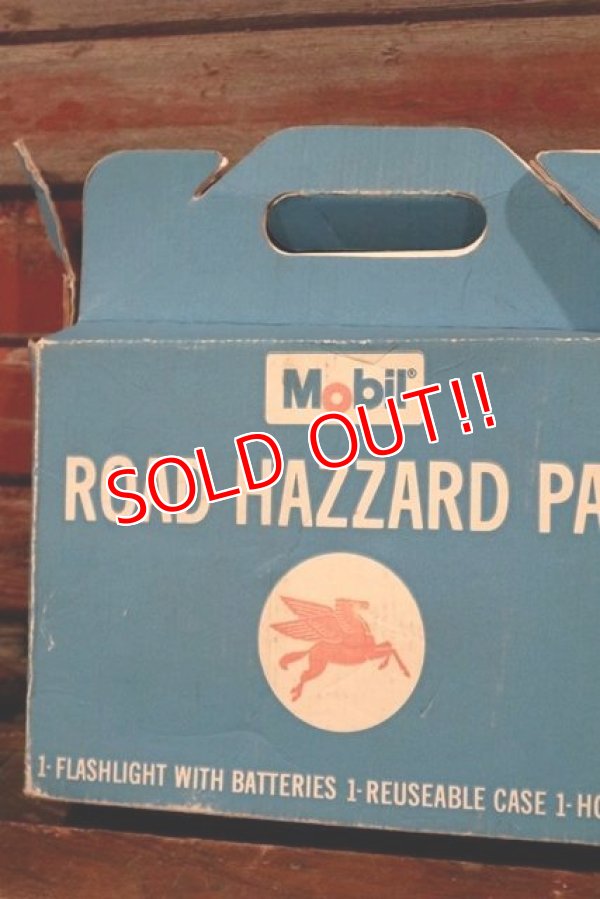 Mobil®
ROAD HAZZARD PA
SOLD OUT!!
1- FLASHLIGHT WITH BATTERIES 1- REUSEABLE CASE 1- HO